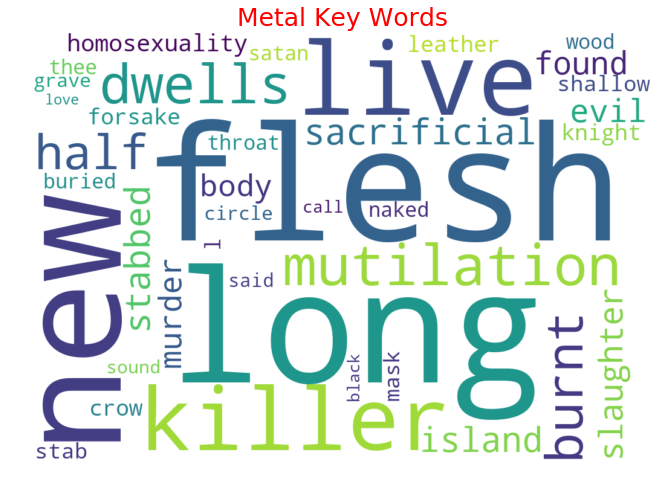 Metal Key Words
homosexuality
satan
leather
wood
thee
dwells
live
found
grave
love
shallow
forsake
evil
half
flesh
throat
sacrificial
knight
buried
body
circle
call
naked
new
stabbed
l
said
mutilation
murder
long
sound
black
mask
burnt
slaughter
crow
killer
island
stab